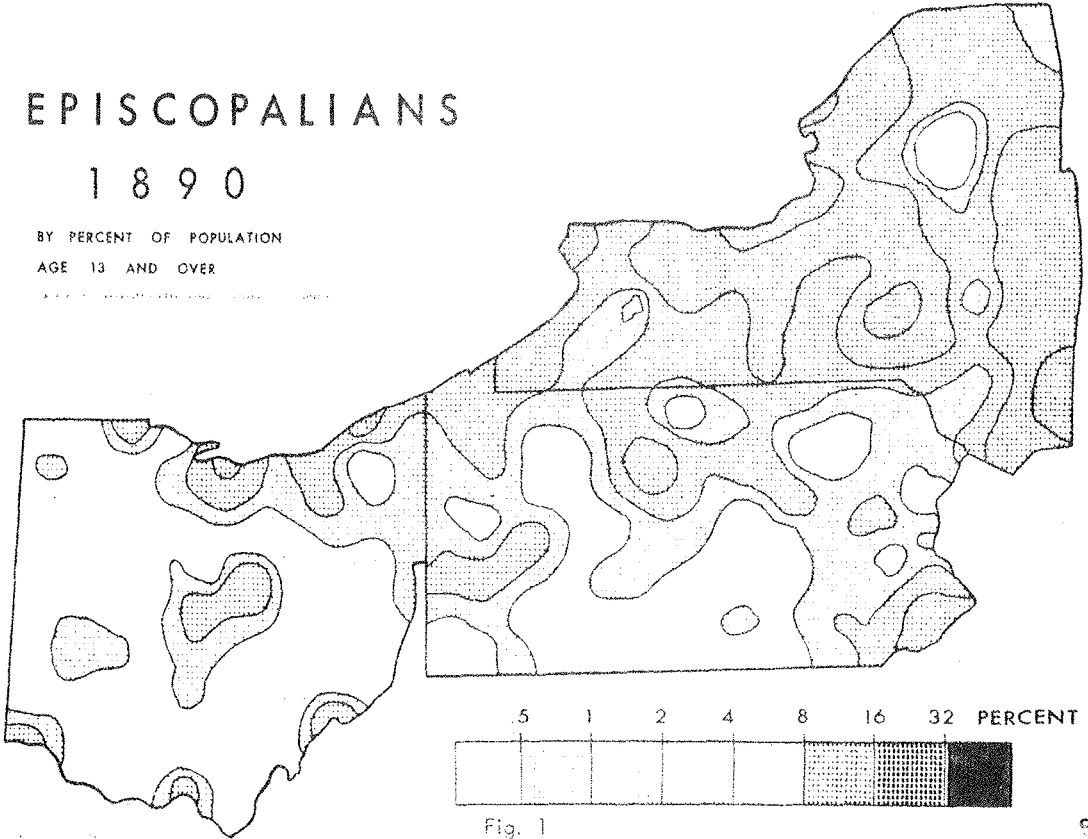 EPISCOPALIANS
1890
BY PERCENT OF POPULATION
AGE 13 AND OVER
.5 1 2 4 8 16 32 PERCENT
Fig. 1